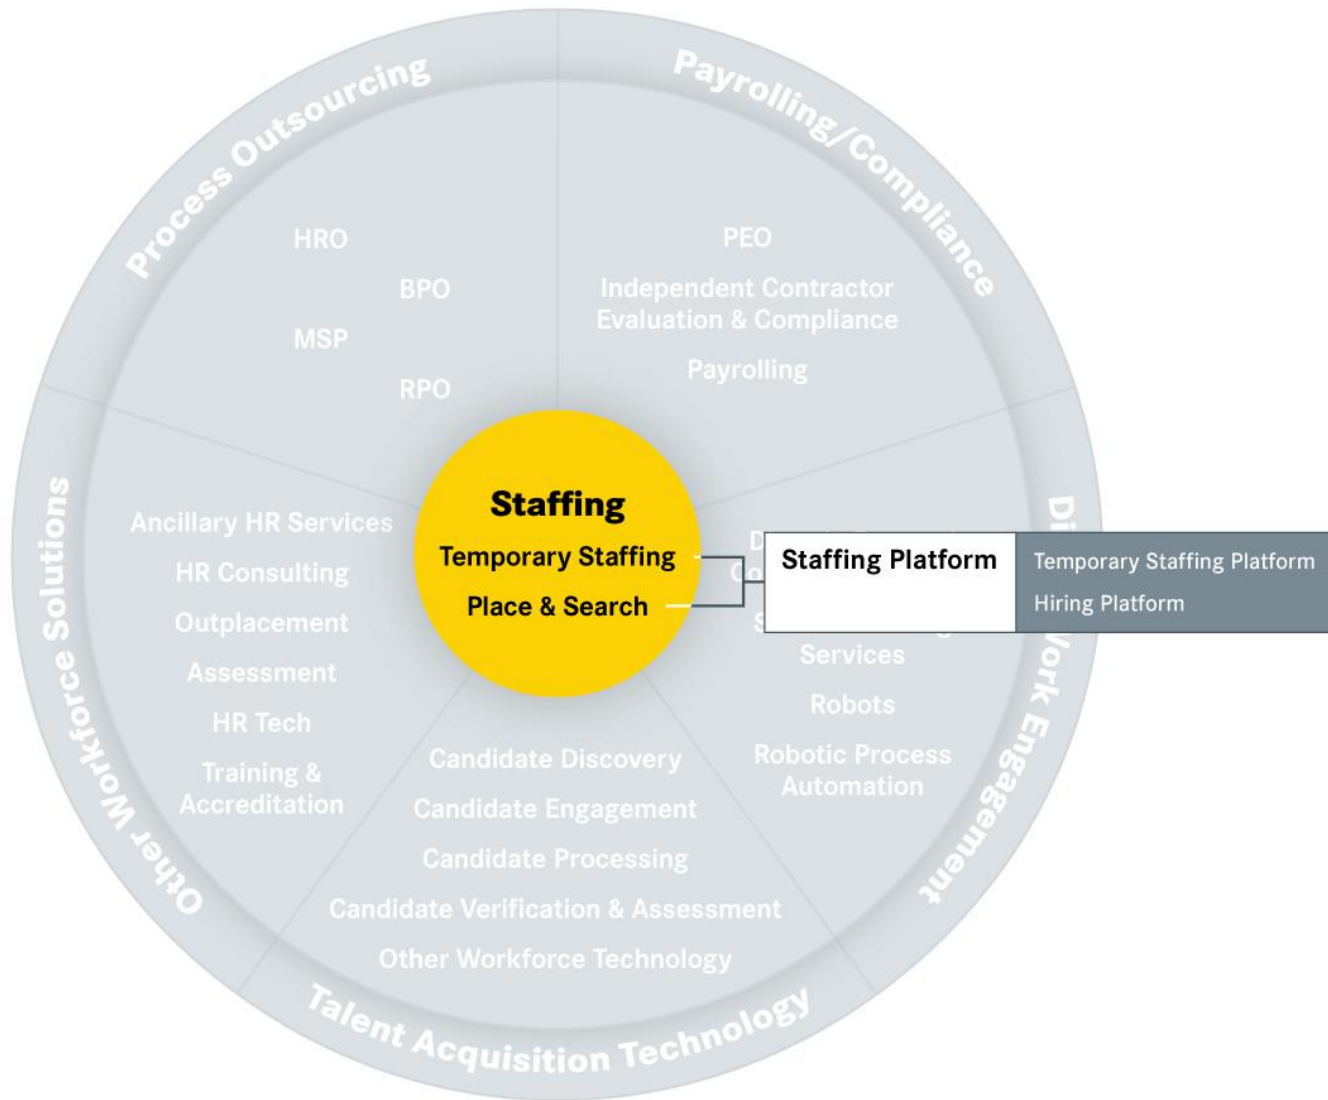 Process Outsourcing
HRO
BPO
MSP
RPO
Payrolling/Compliance
PEO
Independent Contractor
Evaluation & Compliance
Payrolling
Staffing
Temporary Staffing
Place & Search
Staffing Platform
Temporary Staffing Platform
Hiring Platform
Work Engagement
Services
Robots
Robotic Process
Automation
Other Workforce Solutions
Ancillary HR Services
HR Consulting
Outplacement
Assessment
HR Tech
Training &
Accreditation
Candidate Discovery
Candidate Engagement
Candidate Processing
Candidate Verification & Assessment
Other Workforce Technology
Talent Acquisition Technology